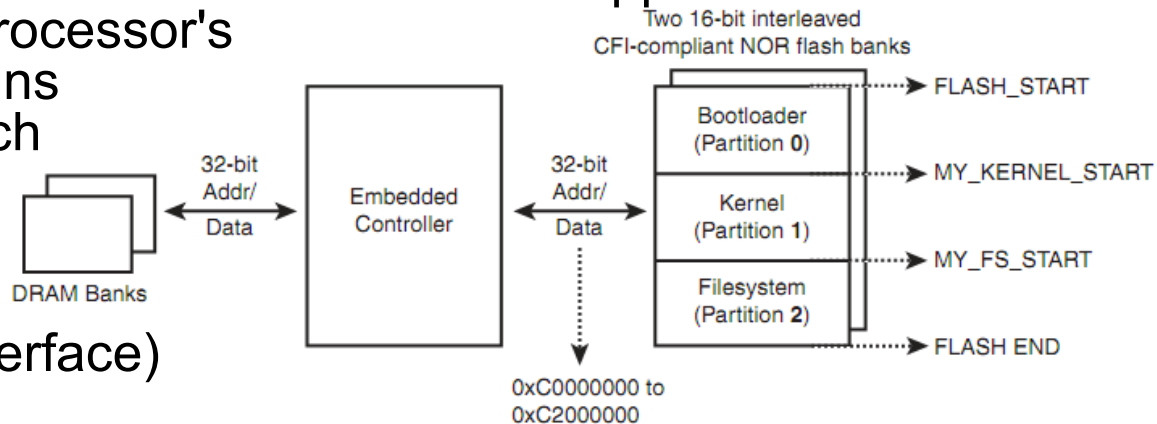 rocessor's
ns
ch
erface)
Two 16-bit interleaved
CFI-compliant NOR flash banks
32-bit
Addr/
Data
DRAM Banks
Embedded
Controller
32-bit
Addr/
Data
0xC0000000 to
0xC2000000
Bootloader
(Partition 0)
Kernel
(Partition 1)
Filesystem
(Partition 2)
FLASH_START
MY_KERNEL_START
MY_FS_START
FLASH END